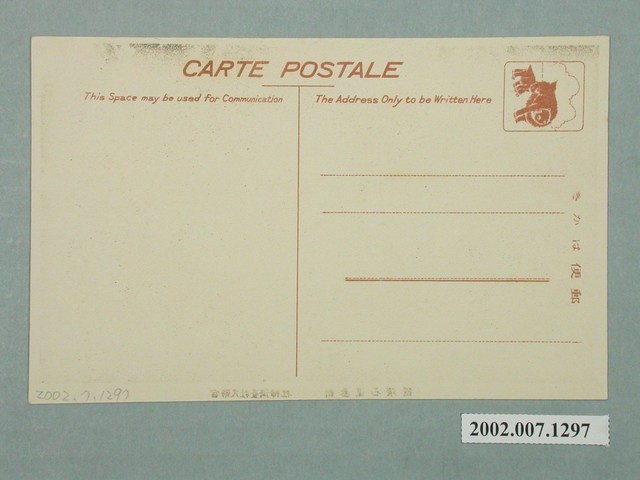 CARTE POSTALE
This Space may be used for Communication
The Address Only to be Written Here
きかは便郵
2002.7.1297
2002.007.1297